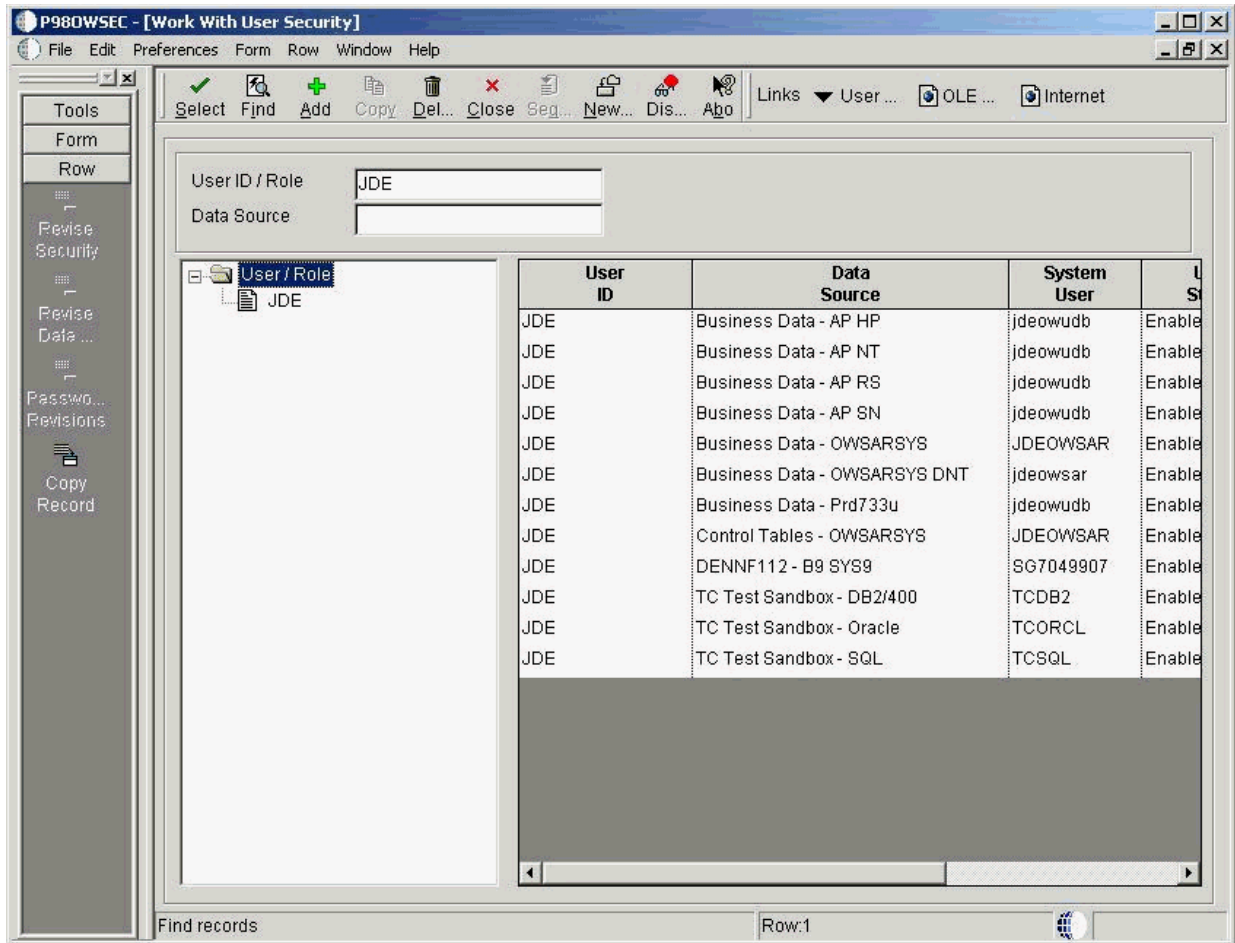 P98OWSEC - [Work With User Security]
File Edit Preferences Form Row Window Help
Tools
Form
Row
Revise
Security
Revise
Data ...
Passwo...
Revisions
Copy
Record
Select Find Add Copy Del... Close Seq... New... Dis... Abo Links User ... OLE ... Internet
User ID / Role JDE
Data Source
User / Role
JDE
User ID Data Source System User
JDE Business Data - AP HP jdeowudb Enable
JDE Business Data - AP NT jdeowudb Enable
JDE Business Data - AP RS jdeowudb Enable
JDE Business Data - AP SN jdeowudb Enable
JDE Business Data - OWSARSYS JDEOWSAR Enable
JDE Business Data - OWSARSYS DNT jdeowsar Enable
JDE Business Data - Prd733u jdeowudb Enable
JDE Control Tables - OWSARSYS JDEOWSAR Enable
JDE DENNF112 - B9 SYS9 SG7049907 Enable
JDE TC Test Sandbox - DB2/400 TCDB2 Enable
JDE TC Test Sandbox - Oracle TCORCL Enable
JDE TC Test Sandbox - SQL TCSQL Enable
Find records Row:1